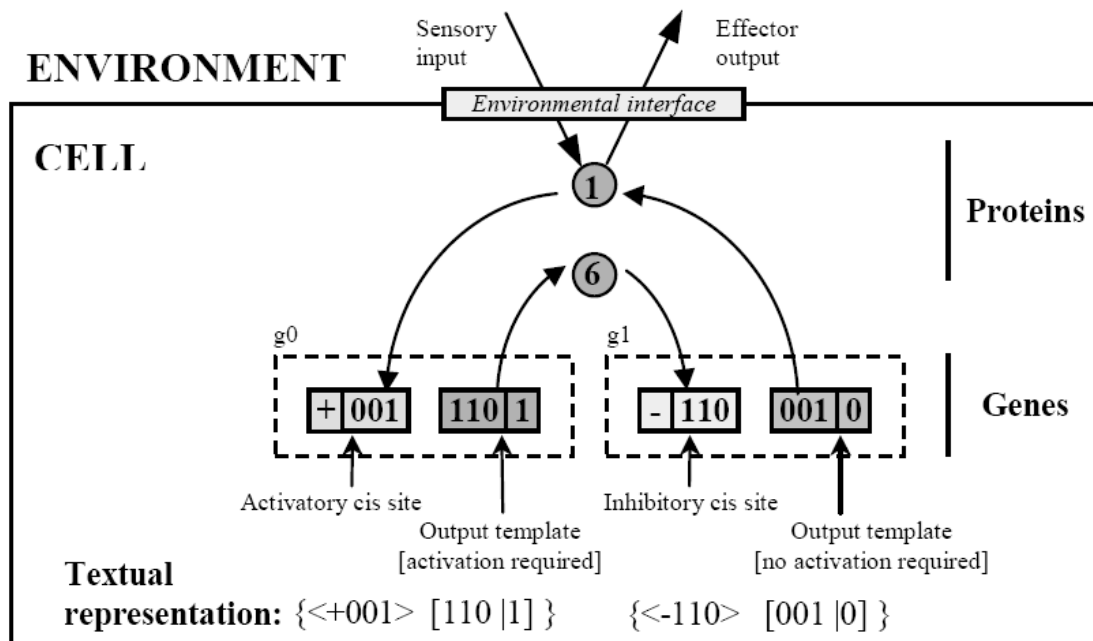 Sensory
input
Effector
output
ENVIRONMENT
Environmental interface
CELL
1
Proteins
6
g0
g1
+ 001
110 1
- 110
001 0
Genes
Activatory cis site
Inhibitory cis site
Output template
[activation required]
Output template
[no activation required]
Textual
representation: {<+001> [110 |1] } {<-110> [001 |0] }